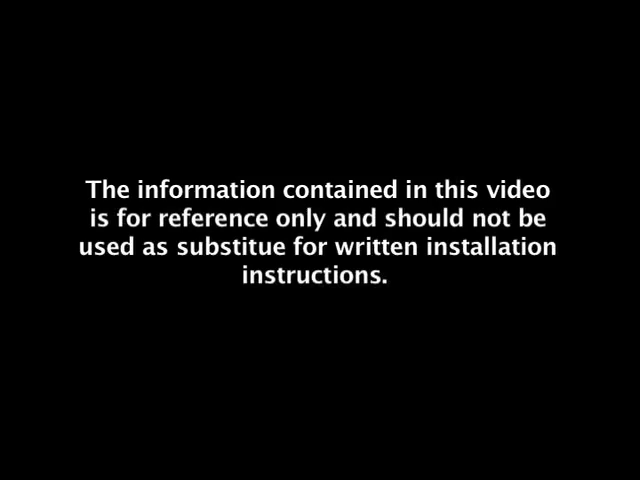 The information contained in this video
is for reference only and should not be
used as substitue for written installation
instructions.